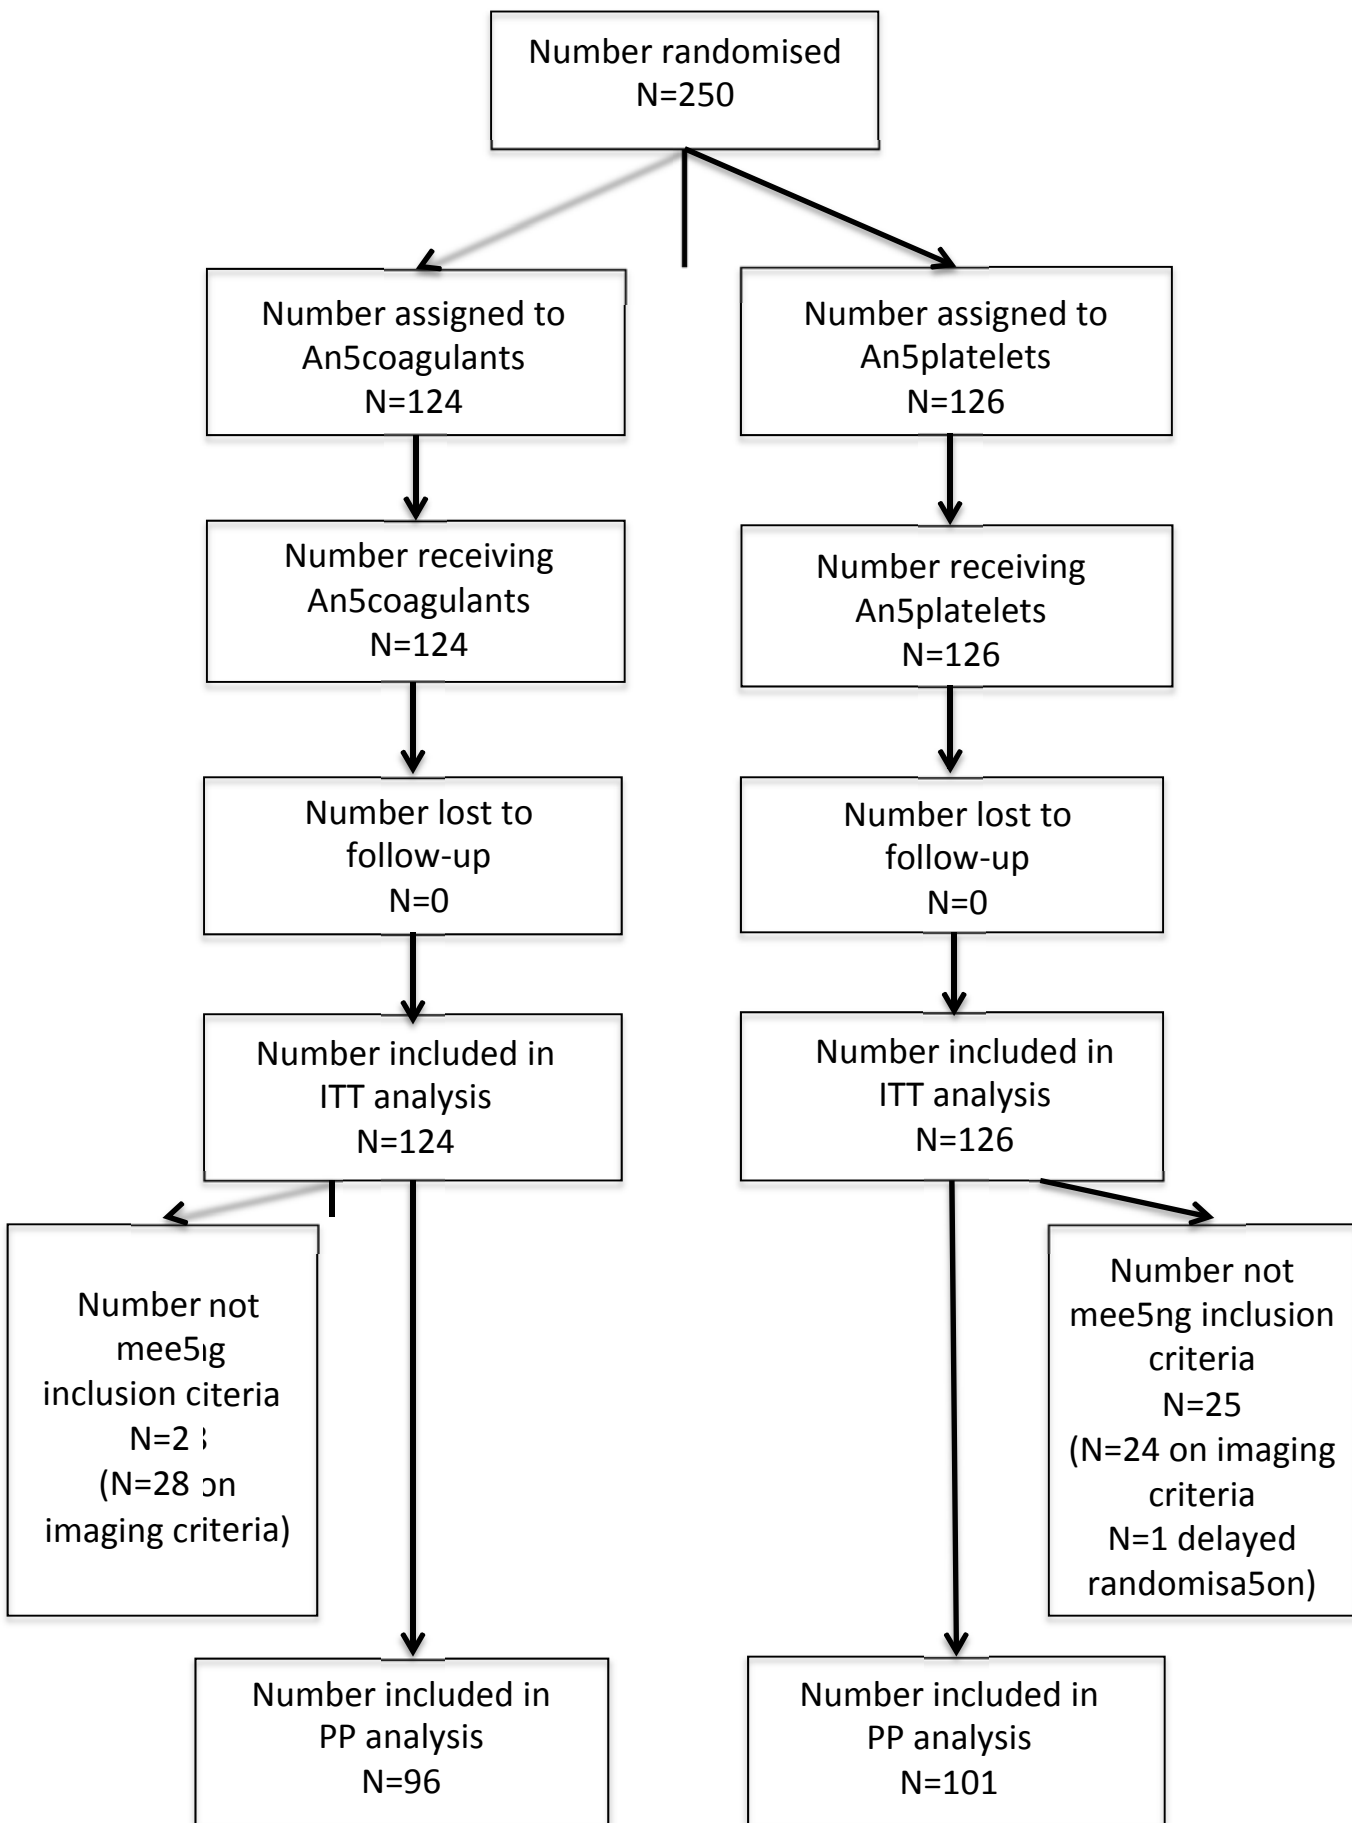 Number randomised
N=250
Number assigned to
An5coagulants
N=124
Number assigned to
An5platelets
N=126
Number receiving
An5coagulants
N=124
Number receiving
An5platelets
N=126
Number lost to
follow-up
N=0
Number lost to
follow-up
N=0
Number included in
ITT analysis
N=124
Number included in
ITT analysis
N=126
Number not
mee5ng
inclusion citeria
N=28
(N=28 on
imaging criteria)
Number not
mee5ng inclusion
criteria
N=25
(N=24 on imaging
criteria
N=1 delayed
randomisa5on)
Number included in
PP analysis
N=96
Number included in
PP analysis
N=101